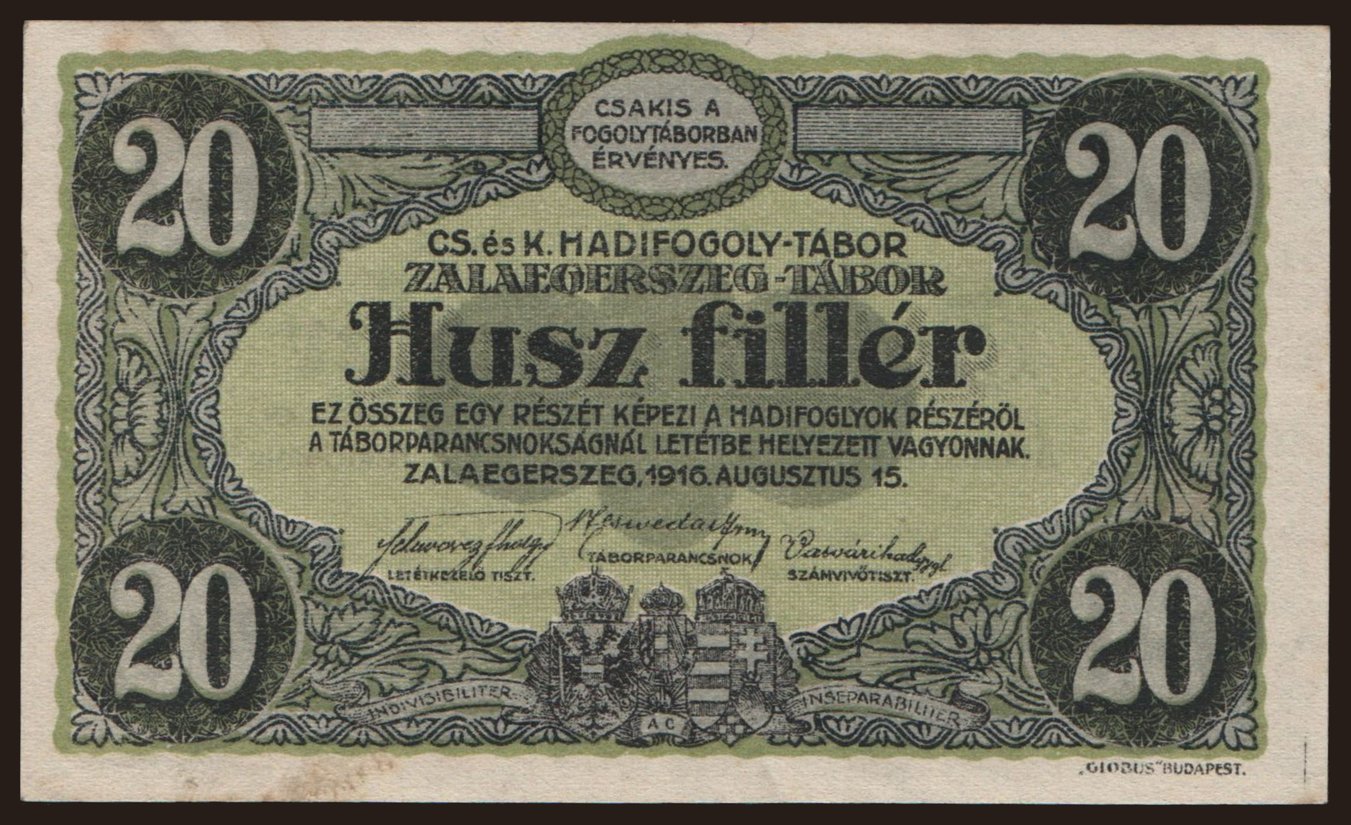 20
20
CSAKIS A
FOGOLYTÁBORBAN
ÉRVÉNYES.
CS. és K. HADIFOGOLY-TÁBOR
ZALAEGERSZEG-TÁBOR
Husz fillér
EZ ÖSSZEG EGY RÉSZÉT KÉPEZI A HADIFOGLYOK RÉSZÉRŐL
A TÁBORPARANCSNOKSÁGNÁL LETÉTBE HELYEZETT VAGYONNAK.
ZALAEGERSZEG, 1916. AUGUSZTUS 15.
LETÉTKEZELŐ TISZT.
TÁBORPARANCSNOK
Vasvári
SZÁMVIVŐTISZT.
20
20
INDIVISIBILITER
AC
INSEPARABILITER
„GLOBUS" BUDAPEST.